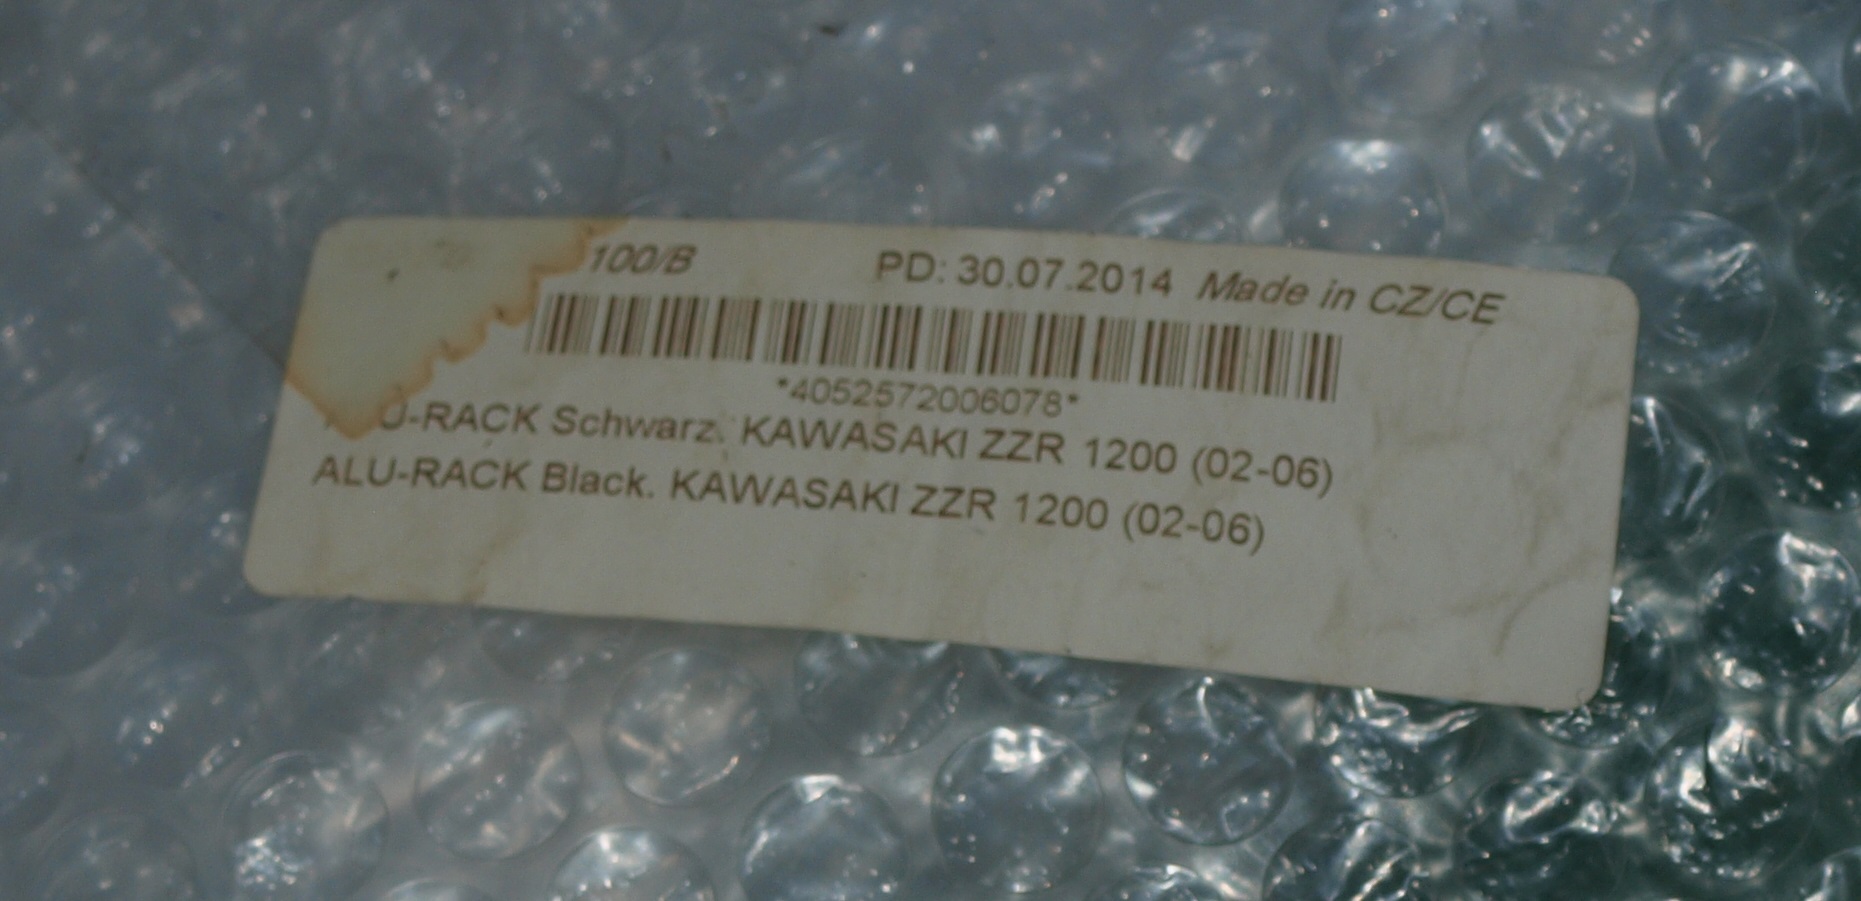 100/B PD: 30.07.2014 Made in CZ/CE
*4052572006078*
U-RACK Schwarz. KAWASAKI ZZR 1200 (02-06)
ALU-RACK Black. KAWASAKI ZZR 1200 (02-06)